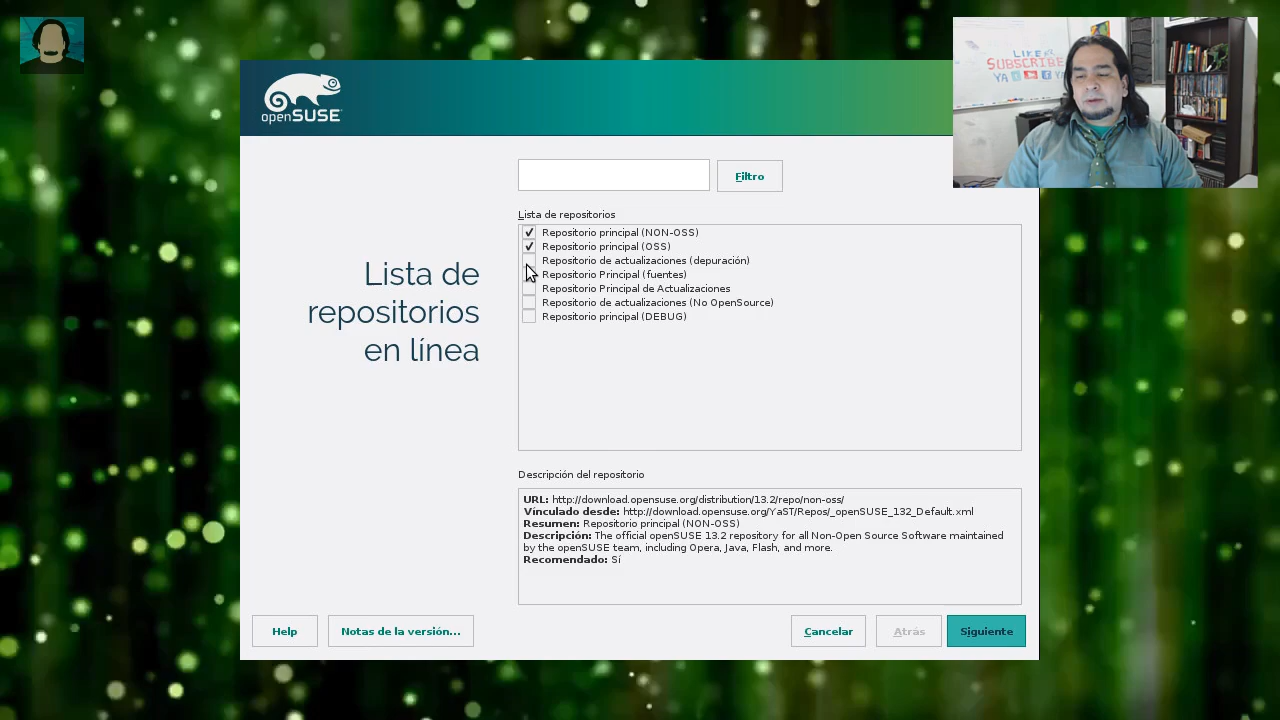 openSUSE
LIKE &
SUBSCRIBE
YA
Filtro
Lista de repositorios
Repositorio principal (NON-OSS)
Repositorio principal (OSS)
Repositorio de actualizaciones (depuración)
Repositorio Principal (fuentes)
Repositorio Principal de Actualizaciones
Repositorio de actualizaciones (No OpenSource)
Repositorio principal (DEBUG)
Lista de
repositorios
en línea
Descripción del repositorio
URL: http://download.opensuse.org/distribution/13.2/repo/non-oss/
Vinculado desde: http://download.opensuse.org/YaST/Repos/_openSUSE_132_Default.xml
Resumen: Repositorio principal (NON-OSS)
Descripción: The official openSUSE 13.2 repository for all Non-Open Source Software maintained
by the openSUSE team, including Opera, Java, Flash, and more.
Recomendado: Sí
Help
Notas de la versión...
Cancelar
Atrás
Siguiente